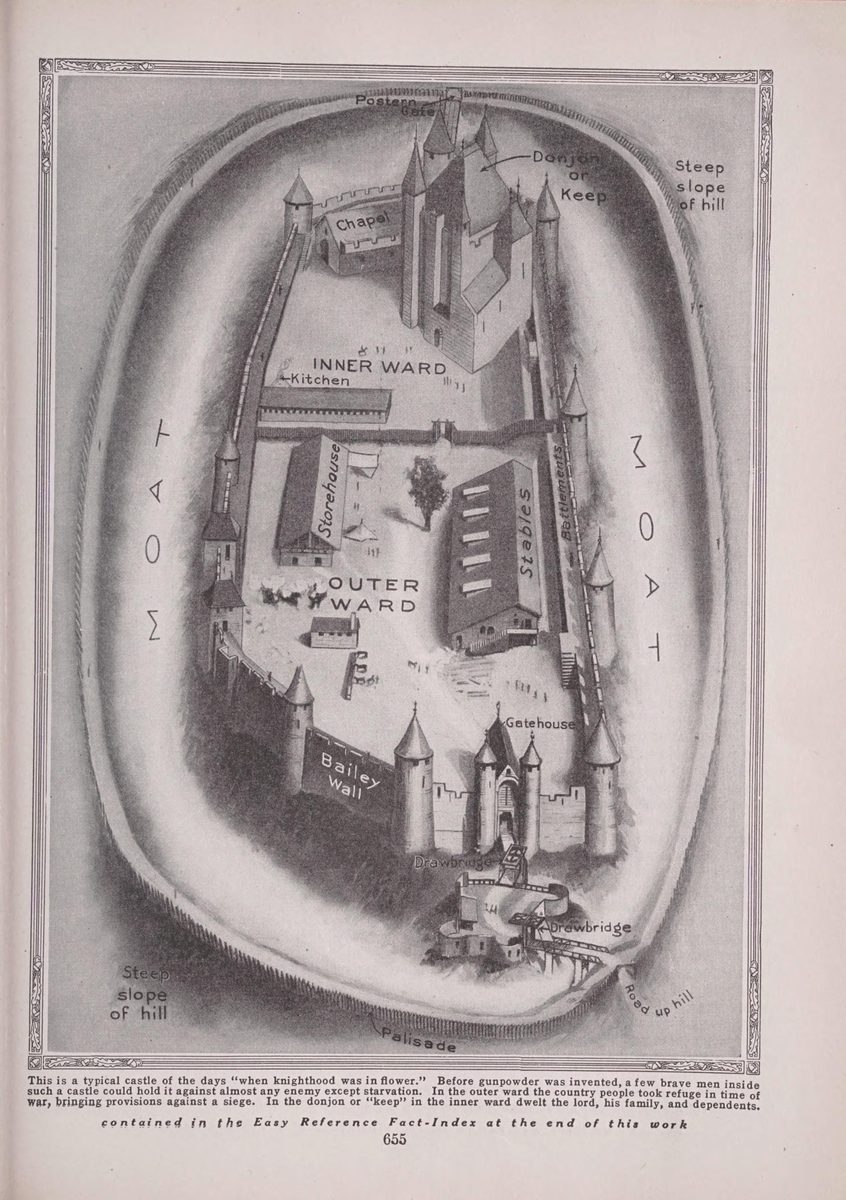 Postern
Gate
Donjon
or
Keep
Steep
slope
of hill
Chapel
INNER WARD
Kitchen
MOAT
MOAT
Storehouse
Stables
Battlements
OUTER
WARD
Gatehouse
Bailey
Wall
Drawbridge
Drawbridge
Steep
slope
of hill
Road up hill
Palisade
This is a typical castle of the days "when knighthood was in flower." Before gunpowder was invented, a few brave men inside
such a castle could hold it against almost any enemy except starvation. In the outer ward the country people took refuge in time of
war, bringing provisions against a siege. In the donjon or "keep" in the inner ward dwelt the lord, his family, and dependents.
contained in the Easy Reference Fact-Index at the end of this work
655